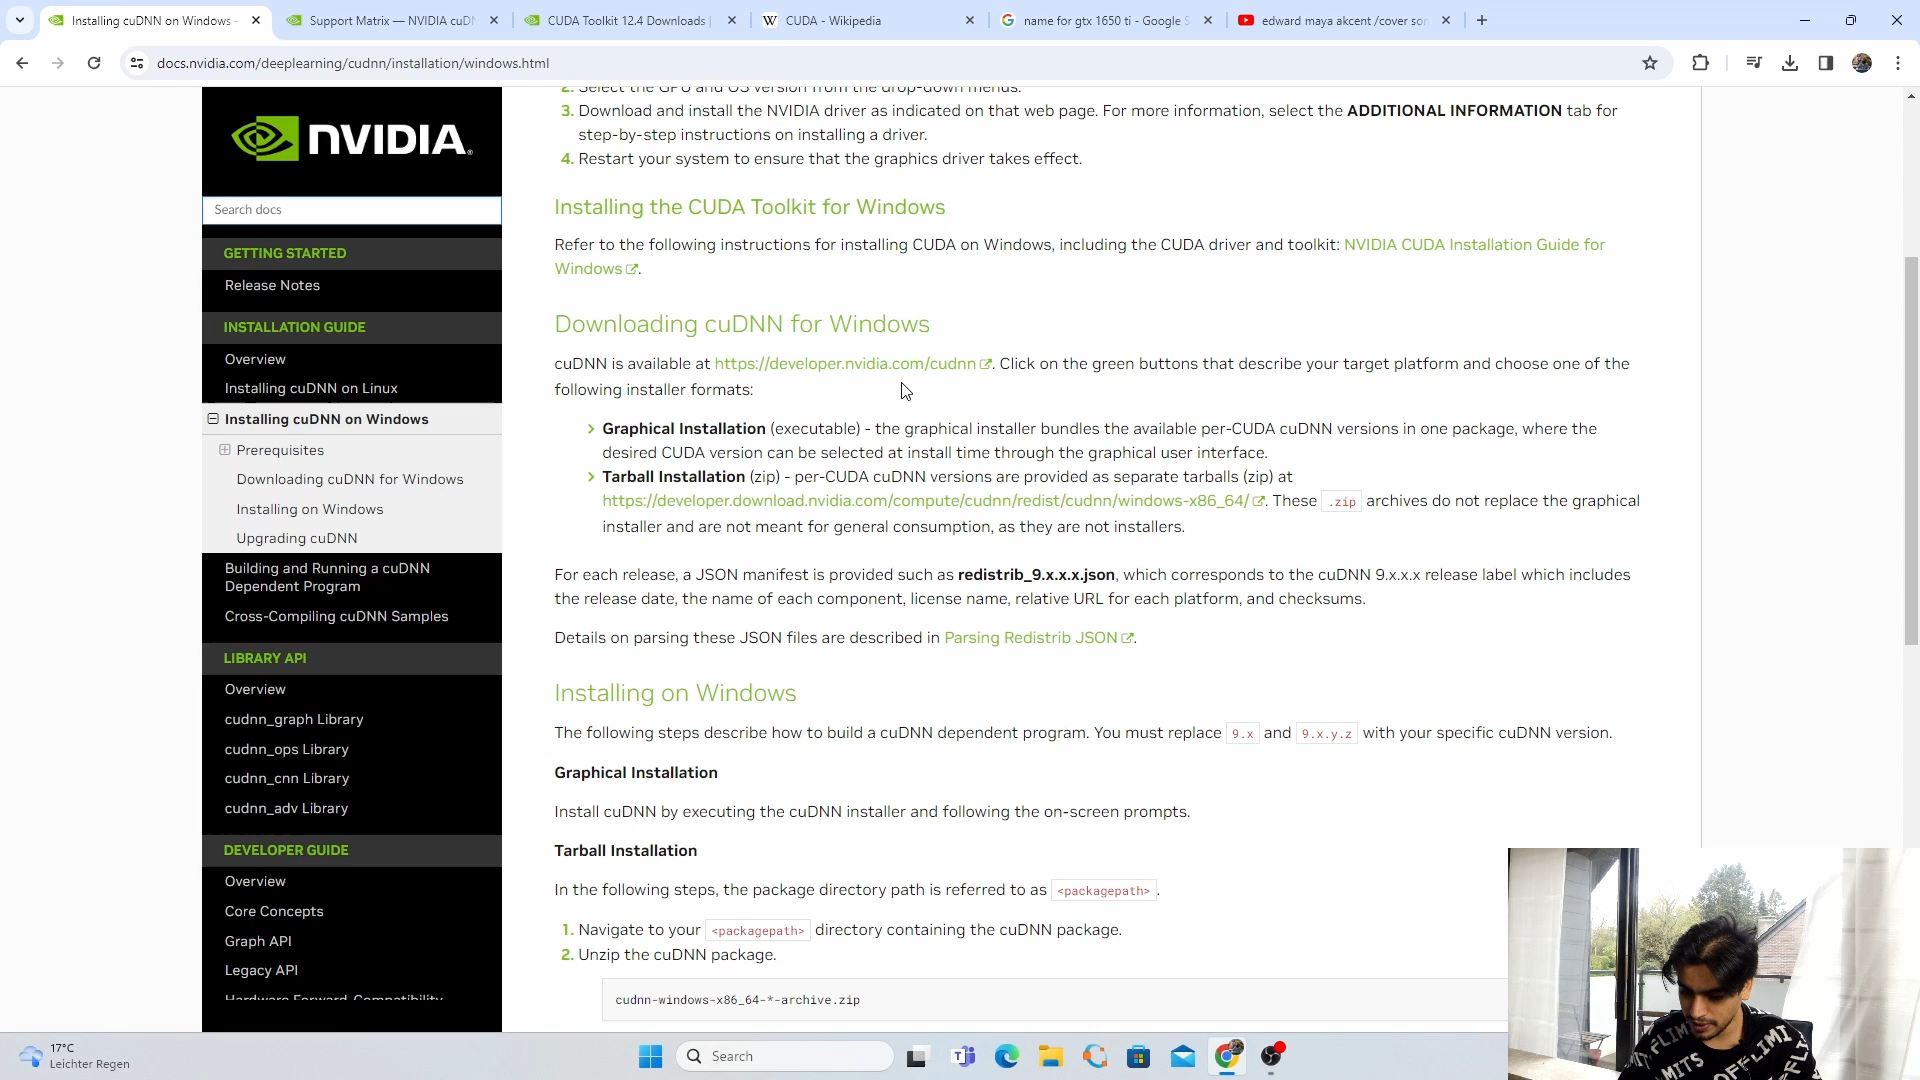 Installing cuDNN on Windows -
Support Matrix — NVIDIA cuDN
CUDA Toolkit 12.4 Downloads |
CUDA - Wikipedia
name for gtx 1650 ti - Google S
edward maya akcent /cover son
docs.nvidia.com/deeplearning/cudnn/installation/windows.html
NVIDIA.
Search docs
GETTING STARTED
Release Notes
INSTALLATION GUIDE
Overview
Installing cuDNN on Linux
Installing cuDNN on Windows
Prerequisites
Downloading cuDNN for Windows
Installing on Windows
Upgrading cuDNN
Building and Running a cuDNN
Dependent Program
Cross-Compiling cuDNN Samples
LIBRARY API
Overview
cudnn_graph Library
cudnn_ops Library
cudnn_cnn Library
cudnn_adv Library
DEVELOPER GUIDE
Overview
Core Concepts
Graph API
Legacy API
Hardware Forward-Compatibility
2. Select the GPU and OS version from the drop-down menus.
3. Download and install the NVIDIA driver as indicated on that web page. For more information, select the ADDITIONAL INFORMATION tab for
step-by-step instructions on installing a driver.
4. Restart your system to ensure that the graphics driver takes effect.
Installing the CUDA Toolkit for Windows
Refer to the following instructions for installing CUDA on Windows, including the CUDA driver and toolkit: NVIDIA CUDA Installation Guide for
Windows.
Downloading cuDNN for Windows
cuDNN is available at https://developer.nvidia.com/cudnn. Click on the green buttons that describe your target platform and choose one of the
following installer formats:
Graphical Installation (executable) - the graphical installer bundles the available per-CUDA cuDNN versions in one package, where the
desired CUDA version can be selected at install time through the graphical user interface.
Tarball Installation (zip) - per-CUDA cuDNN versions are provided as separate tarballs (zip) at
https://developer.download.nvidia.com/compute/cudnn/redist/cudnn/windows-x86_64/. These .zip archives do not replace the graphical
installer and are not meant for general consumption, as they are not installers.
For each release, a JSON manifest is provided such as redistrib_9.x.x.x.json, which corresponds to the cuDNN 9.x.x.x release label which includes
the release date, the name of each component, license name, relative URL for each platform, and checksums.
Details on parsing these JSON files are described in Parsing Redistrib JSON.
Installing on Windows
The following steps describe how to build a cuDNN dependent program. You must replace 9.x and 9.x.y.z with your specific cuDNN version.
Graphical Installation
Install cuDNN by executing the cuDNN installer and following the on-screen prompts.
Tarball Installation
In the following steps, the package directory path is referred to as <packagepath>.
1. Navigate to your <packagepath> directory containing the cuDNN package.
2. Unzip the cuDNN package.
cudnn-windows-x86_64-*-archive.zip
17°C
Leichter Regen
Search